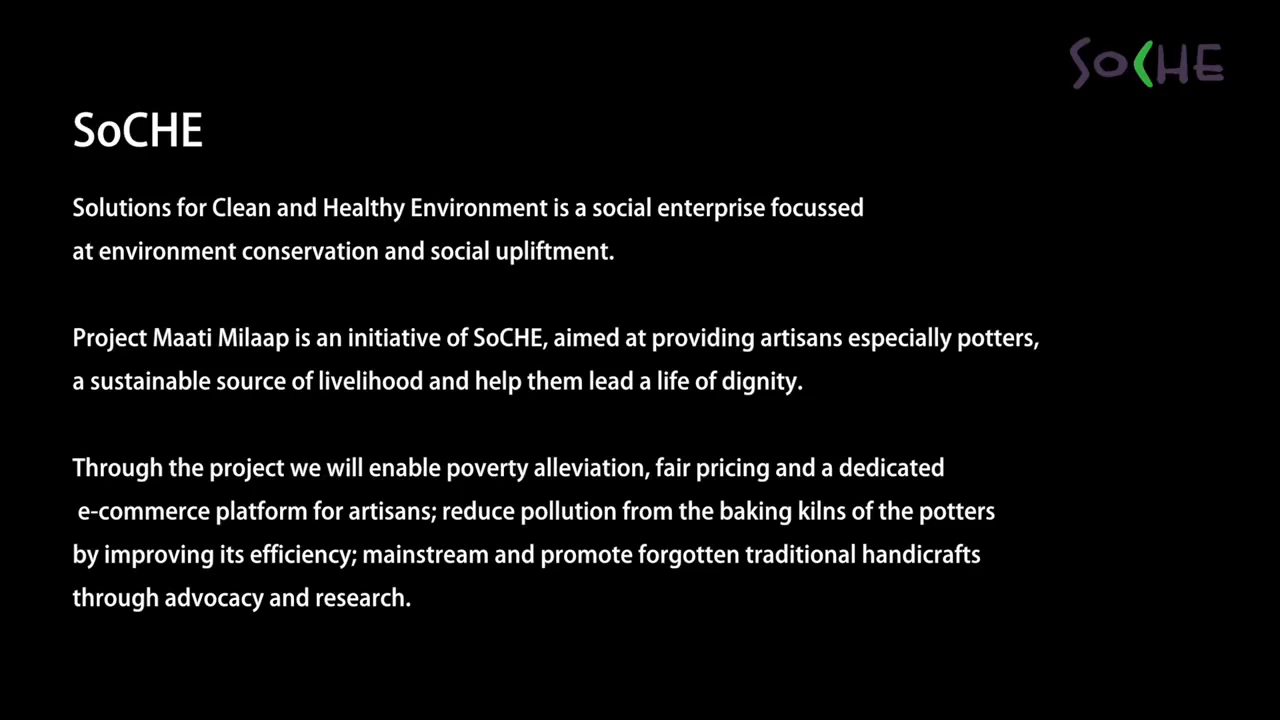 SoCHE
SoCHE
Solutions for Clean and Healthy Environment is a social enterprise focussed
at environment conservation and social upliftment.
Project Maati Milaap is an initiative of SoCHE, aimed at providing artisans especially potters,
a sustainable source of livelihood and help them lead a life of dignity.
Through the project we will enable poverty alleviation, fair pricing and a dedicated
e-commerce platform for artisans; reduce pollution from the baking kilns of the potters
by improving its efficiency; mainstream and promote forgotten traditional handicrafts
through advocacy and research.